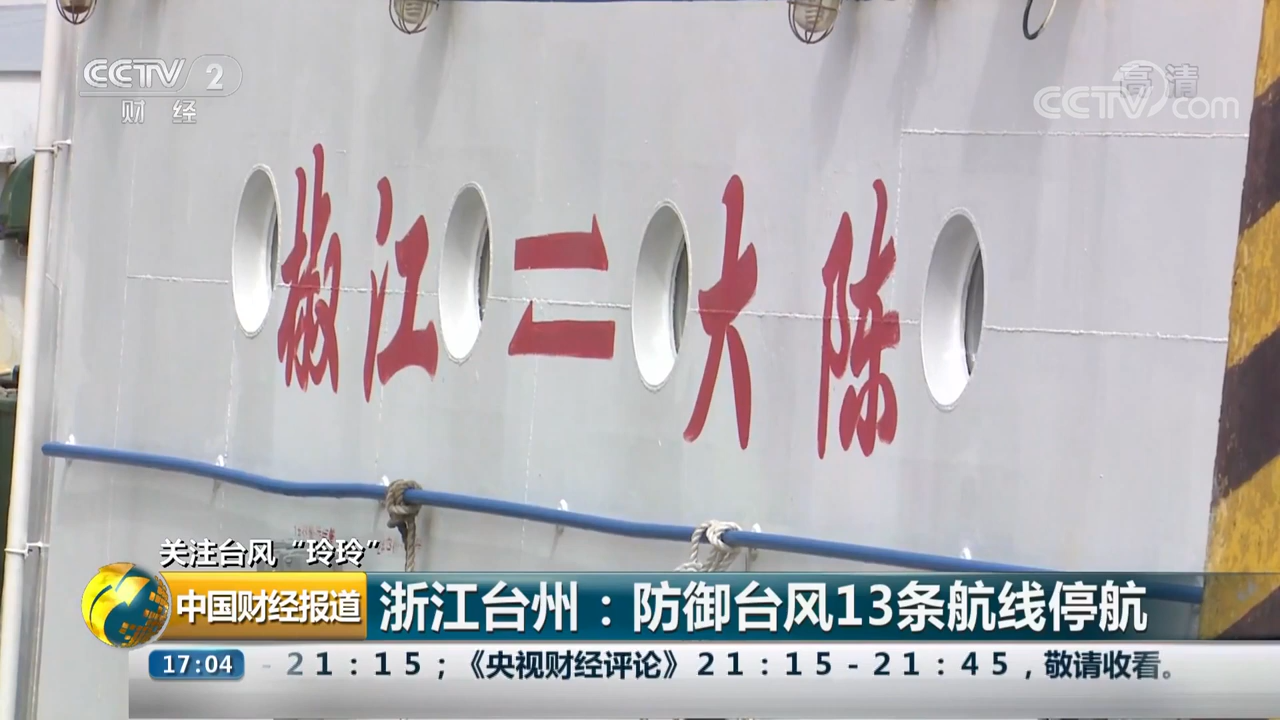 CCTV 2
财经
高清
CCTV.com
椒江 大陈
关注台风“玲玲”
中国财经报道
浙江台州：防御台风13条航线停航
17:04
- 21：15；《央视财经评论》21：15-21：45，敬请收看。